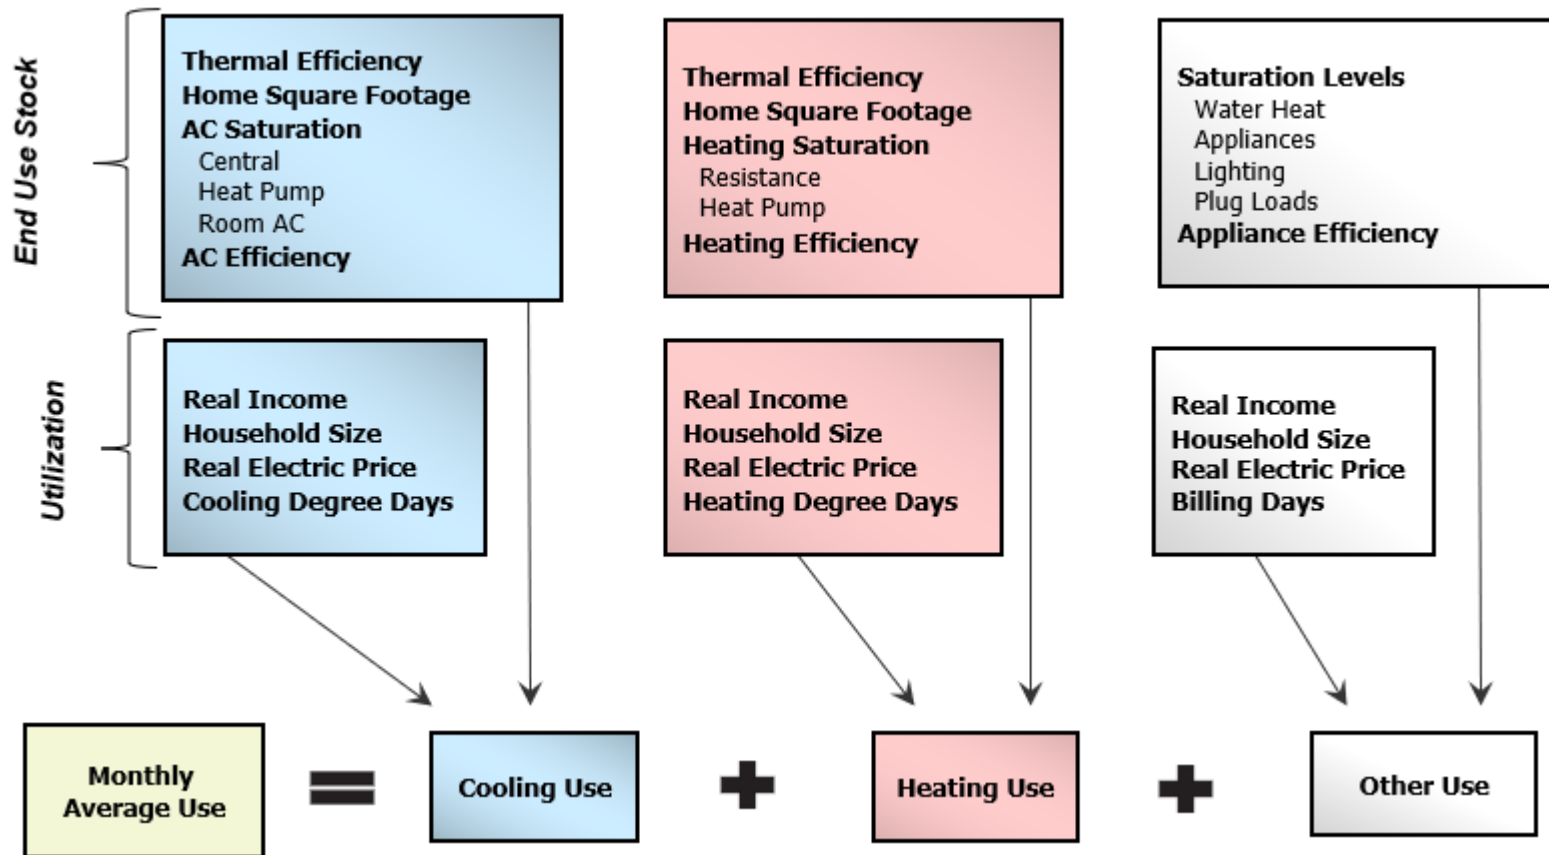 End Use Stock
Thermal Efficiency
Home Square Footage
AC Saturation
Central
Heat Pump
Room AC
AC Efficiency
Thermal Efficiency
Home Square Footage
Heating Saturation
Resistance
Heat Pump
Heating Efficiency
Saturation Levels
Water Heat
Appliances
Lighting
Plug Loads
Appliance Efficiency
Utilization
Real Income
Household Size
Real Electric Price
Cooling Degree Days
Real Income
Household Size
Real Electric Price
Heating Degree Days
Real Income
Household Size
Real Electric Price
Billing Days
Monthly
Average Use
=
Cooling Use
+
Heating Use
+
Other Use